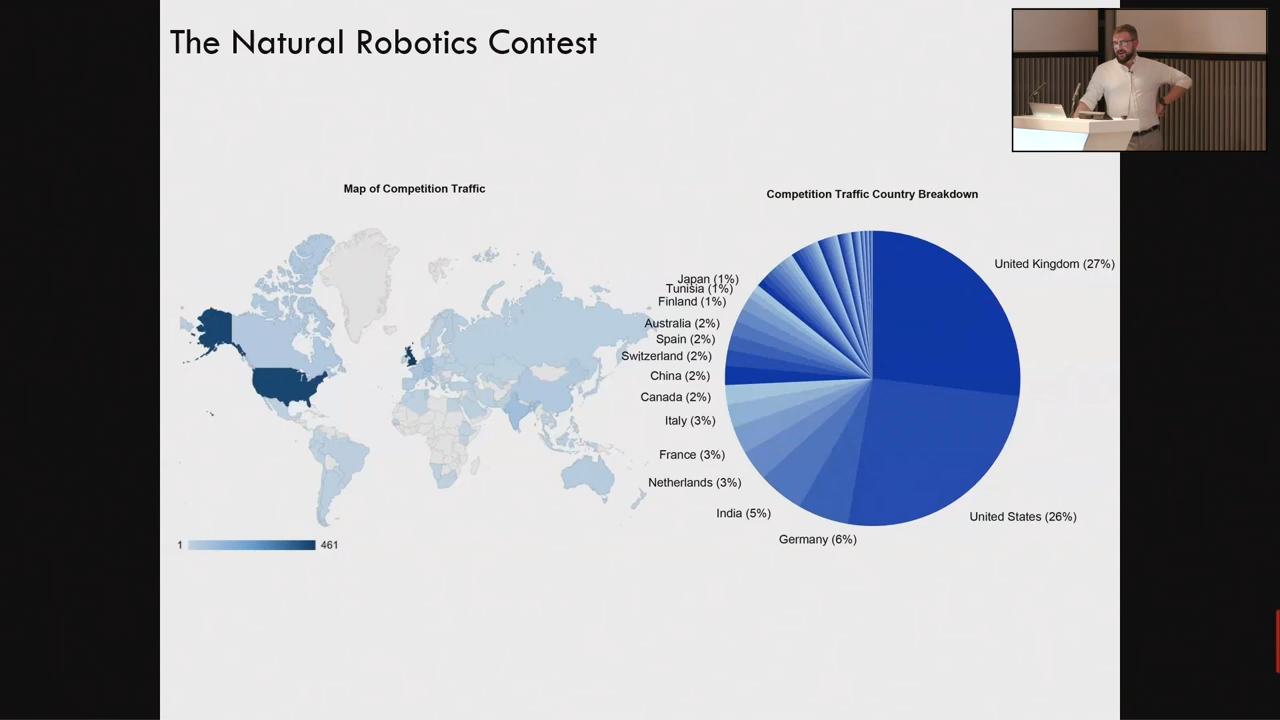 The Natural Robotics Contest
Map of Competition Traffic
1
461
Competition Traffic Country Breakdown
United Kingdom (27%)
United States (26%)
Germany (6%)
India (5%)
Netherlands (3%)
France (3%)
Italy (3%)
Canada (2%)
China (2%)
Switzerland (2%)
Spain (2%)
Australia (2%)
Finland (1%)
Tunisia (1%)
Japan (1%)